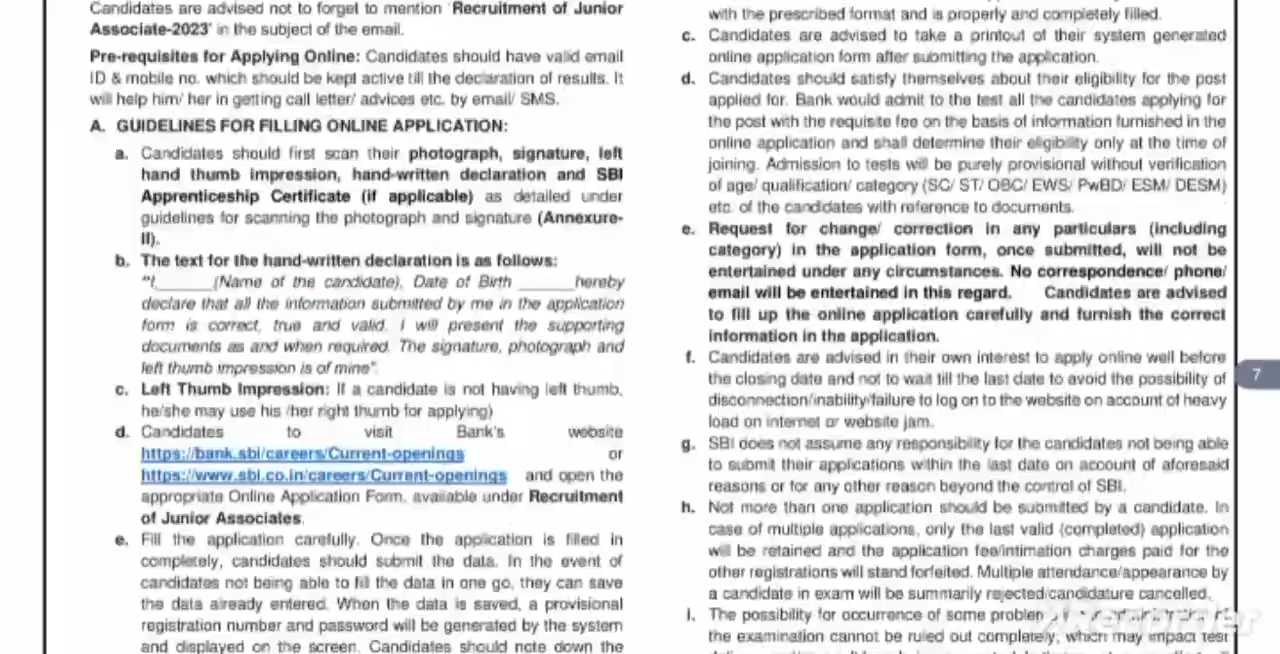 Candidates are advised not to forget to mention 'Recruitment of Junior
Associate-2023' in the subject of the email.
Pre-requisites for Applying Online: Candidates should have valid email
ID & mobile no. which should be kept active till the declaration of results. It
will help him/ her in getting call letter/ advices etc. by email/ SMS.
A. GUIDELINES FOR FILLING ONLINE APPLICATION:
a. Candidates should first scan their photograph, signature, left
hand thumb impression, hand-written declaration and SBI
Apprenticeship Certificate (if applicable) as detailed under
guidelines for scanning the photograph and signature (Annexure-
II).
b. The text for the hand-written declaration is as follows:
"I,______(Name of the candidate), Date of Birth ______hereby
declare that all the information submitted by me in the application
form is correct, true and valid. I will present the supporting
documents as and when required. The signature, photograph and
left thumb impression is of mine".
c. Left Thumb Impression: If a candidate is not having left thumb,
he/she may use his /her right thumb for applying)
d. Candidates to visit Bank's website
https://bank.sbi/careers/Current-openings or
https://www.sbi.co.in/careers/Current-openings and open the
appropriate Online Application Form, available under Recruitment
of Junior Associates.
e. Fill the application carefully. Once the application is filled in
completely, candidates should submit the data. In the event of
candidates not being able to fill the data in one go, they can save
the data already entered. When the data is saved, a provisional
registration number and password will be generated by the system
and displayed on the screen. Candidates should note down the
with the prescribed format and is properly and completely filled.
c. Candidates are advised to take a printout of their system generated
online application form after submitting the application.
d. Candidates should satisfy themselves about their eligibility for the post
applied for. Bank would admit to the test all the candidates applying for
the post with the requisite fee on the basis of information furnished in the
online application and shall determine their eligibility only at the time of
joining. Admission to tests will be purely provisional without verification
of age/ qualification/ category (SC/ ST/ OBC/ EWS/ PwBD/ ESM/ DESM)
etc. of the candidates with reference to documents.
e. Request for change/ correction in any particulars (including
category) in the application form, once submitted, will not be
entertained under any circumstances. No correspondence/ phone/
email will be entertained in this regard. Candidates are advised
to fill up the online application carefully and furnish the correct
information in the application.
f. Candidates are advised in their own interest to apply online well before
the closing date and not to wait till the last date to avoid the possibility of
disconnection/inability/failure to log on to the website on account of heavy
load on internet or website jam.
g. SBI does not assume any responsibility for the candidates not being able
to submit their applications within the last date on account of aforesaid
reasons or for any other reason beyond the control of SBI.
h. Not more than one application should be submitted by a candidate. In
case of multiple applications, only the last valid (completed) application
will be retained and the application fee/intimation charges paid for the
other registrations will stand forfeited. Multiple attendance/appearance by
a candidate in exam will be summarily rejected/candidature cancelled.
i. The possibility for occurrence of some problem
the examination cannot be ruled out completely, which may impact test
7